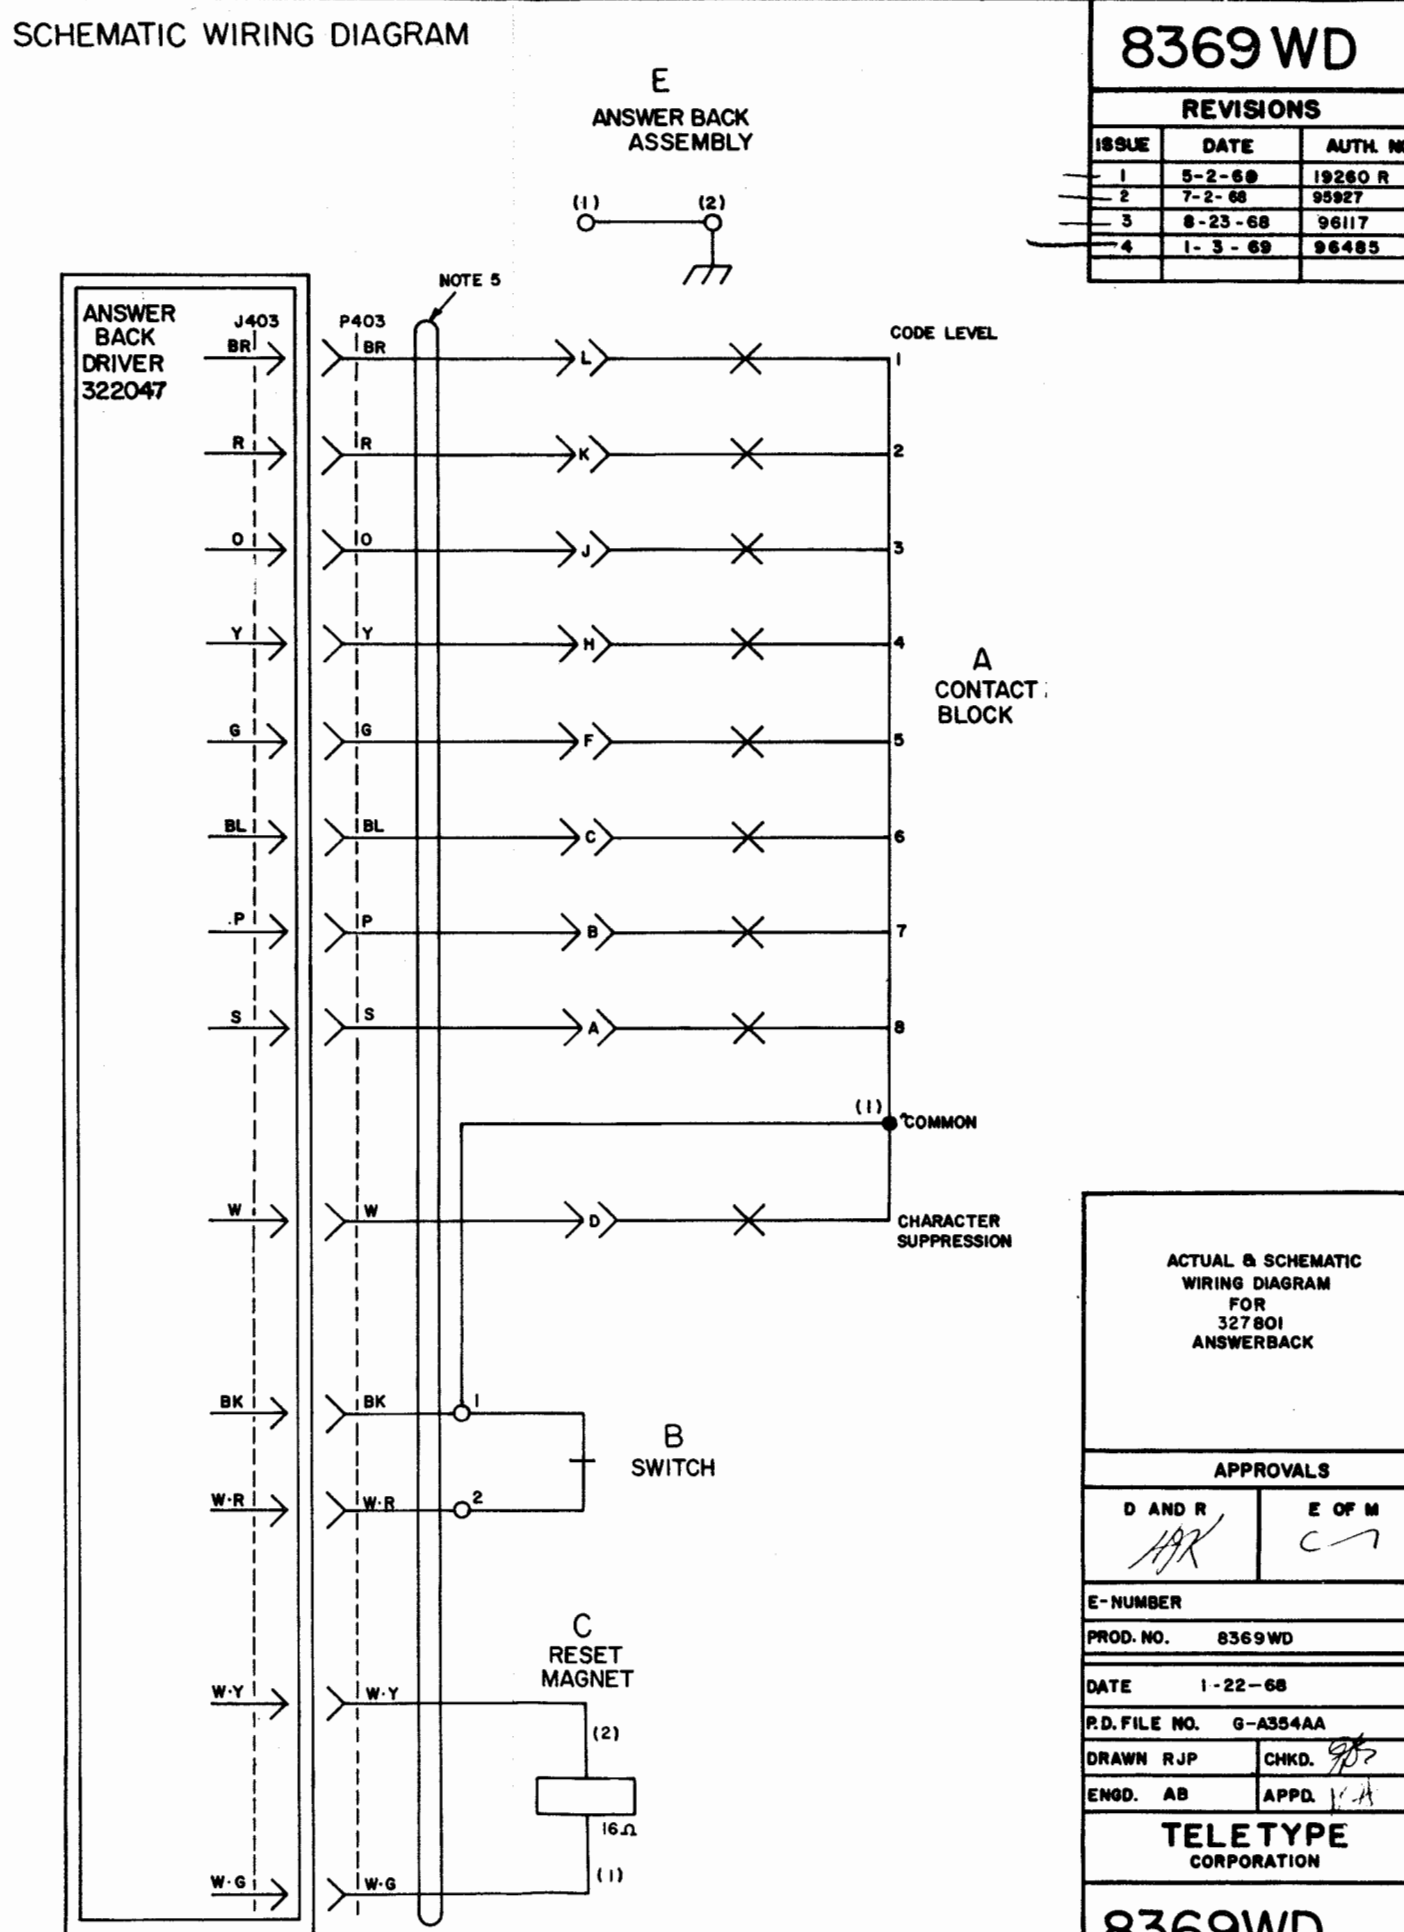 SCHEMATIC WIRING DIAGRAM
8369 WD
REVISIONS
ISSUE DATE AUTH. NO
1 5-2-68 19260 R
2 7-2-68 95927
3 8-23-68 96117
4 1-3-69 96485
E
ANSWER BACK
ASSEMBLY
(1) (2)
NOTE 5
ANSWER
BACK
DRIVER
322047
J403 P403
CODE LEVEL
BR BR L 1
R R K 2
O O J 3
Y Y H 4
A
CONTACT
BLOCK
G G F 5
BL BL C 6
P P B 7
S S A 8
(1) COMMON
W W D
CHARACTER
SUPPRESSION
BK BK 1
B
SWITCH
W-R W-R 2
C
RESET
MAGNET
W-Y W-Y
(2)
16Ω
(1)
W-G W-G
ACTUAL & SCHEMATIC
WIRING DIAGRAM
FOR
327801
ANSWERBACK
APPROVALS
D AND R E OF M
E-NUMBER
PROD. NO. 8369WD
DATE 1-22-68
P.D. FILE NO. G-A354AA
DRAWN RJP CHKD.
ENGD. AB APPD.
TELETYPE
CORPORATION
8369WD